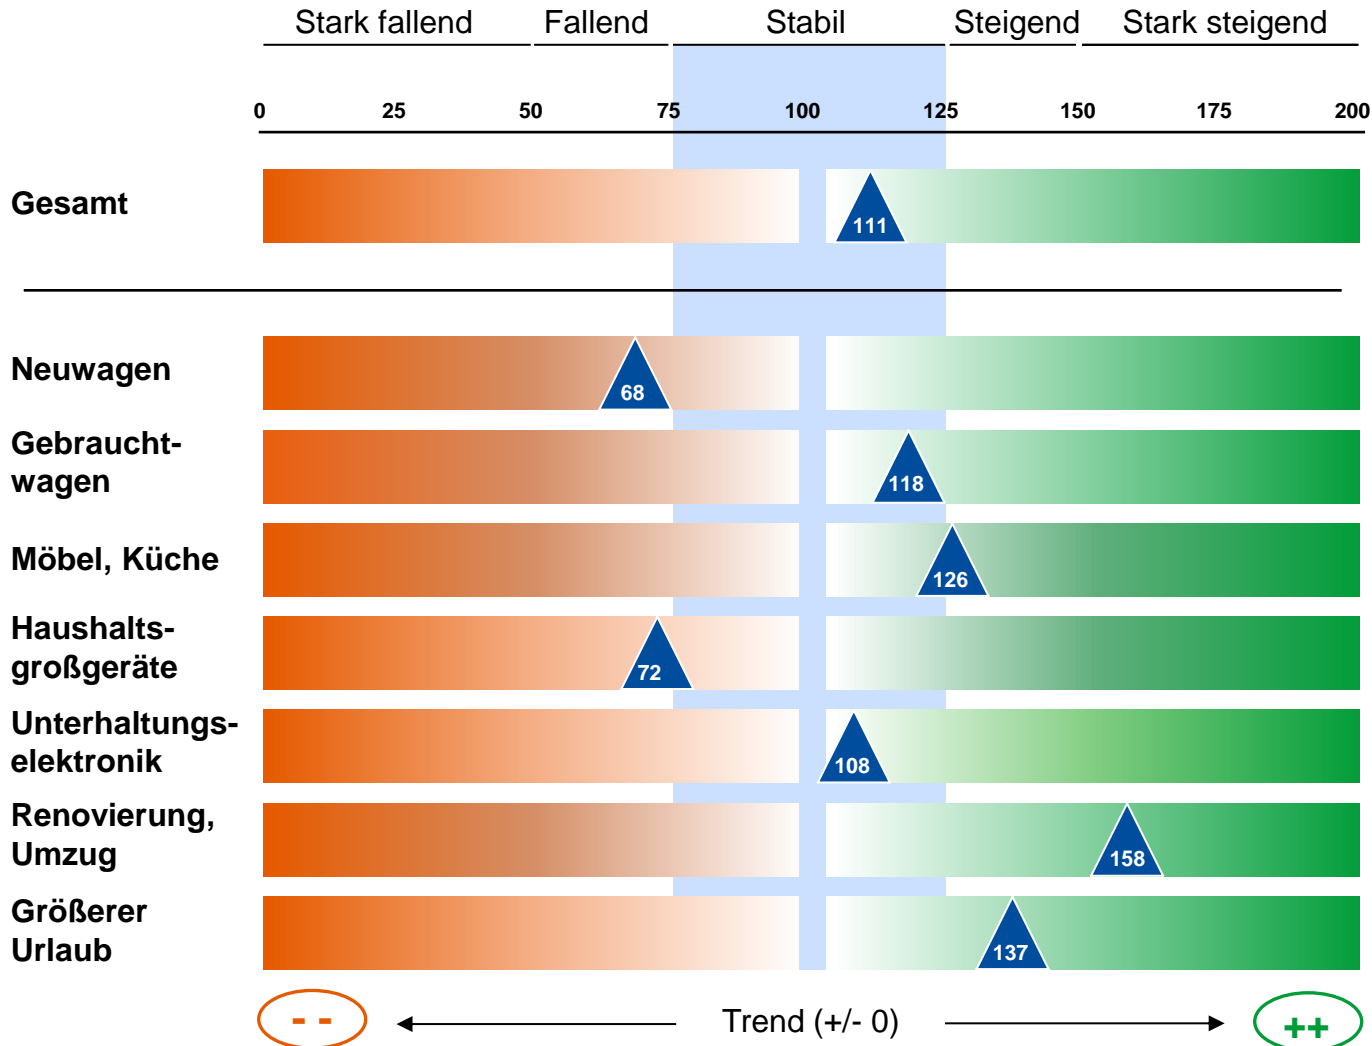 Stark fallend Fallend Stabil Steigend Stark steigend
0 25 50 75 100 125 150 175 200
Gesamt
111
Neuwagen
68
Gebraucht-
wagen
118
Möbel, Küche
126
Haushalts-
großgeräte
72
Unterhaltungs-
elektronik
108
Renovierung,
Umzug
158
Größerer
Urlaub
137
- - Trend (+/- 0) ++